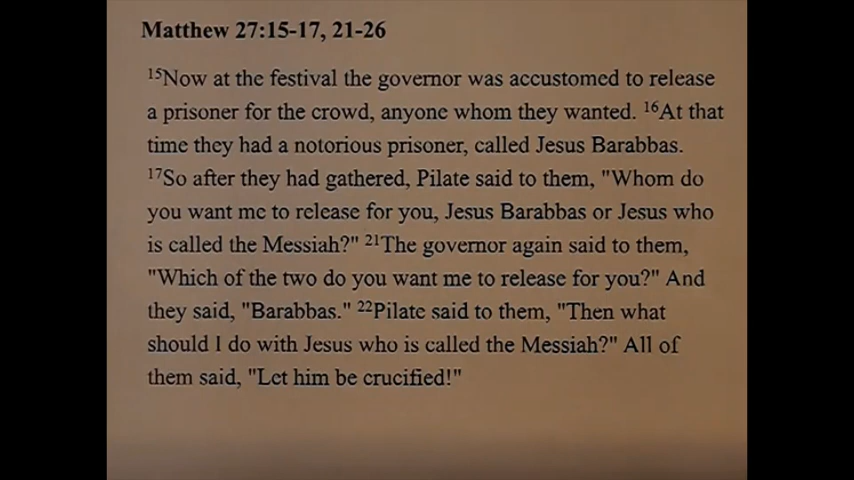 Matthew 27:15-17, 21-26
15Now at the festival the governor was accustomed to release
a prisoner for the crowd, anyone whom they wanted. 16At that
time they had a notorious prisoner, called Jesus Barabbas.
17So after they had gathered, Pilate said to them, "Whom do
you want me to release for you, Jesus Barabbas or Jesus who
is called the Messiah?" 21The governor again said to them,
"Which of the two do you want me to release for you?" And
they said, "Barabbas." 22Pilate said to them, "Then what
should I do with Jesus who is called the Messiah?" All of
them said, "Let him be crucified!"